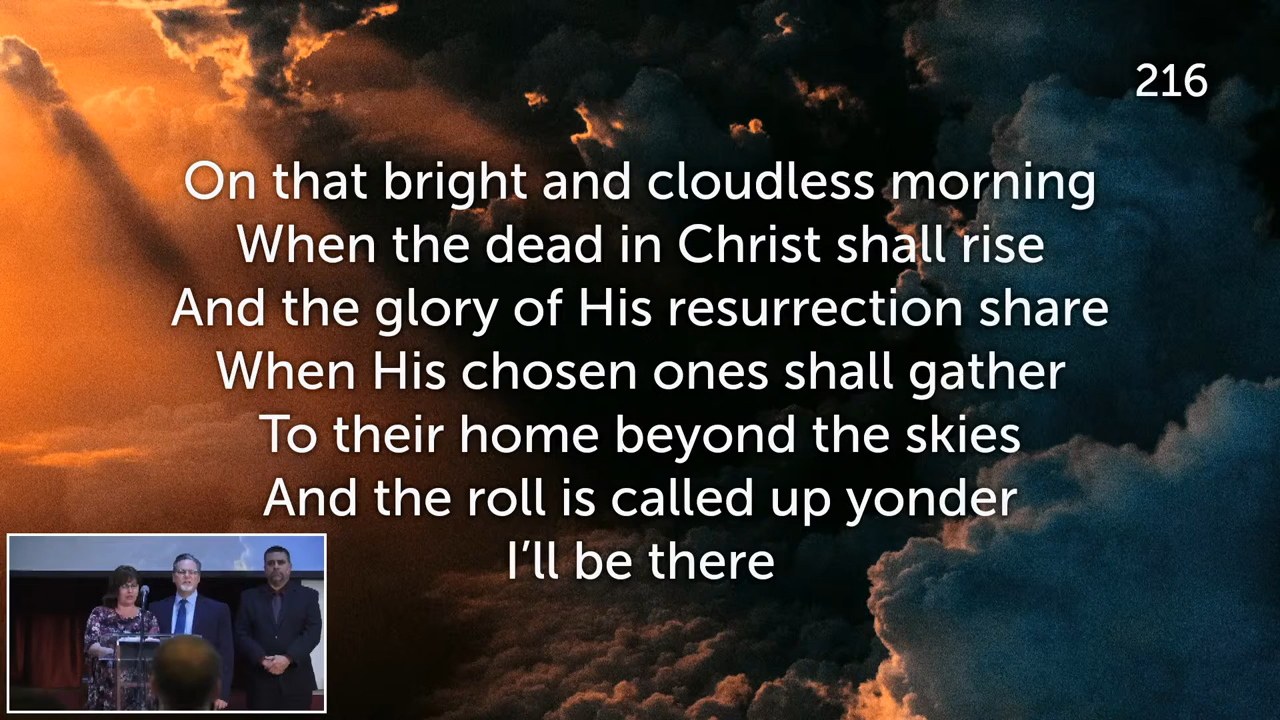 216
On that bright and cloudless morning
When the dead in Christ shall rise
And the glory of His resurrection share
When His chosen ones shall gather
To their home beyond the skies
And the roll is called up yonder
I’ll be there